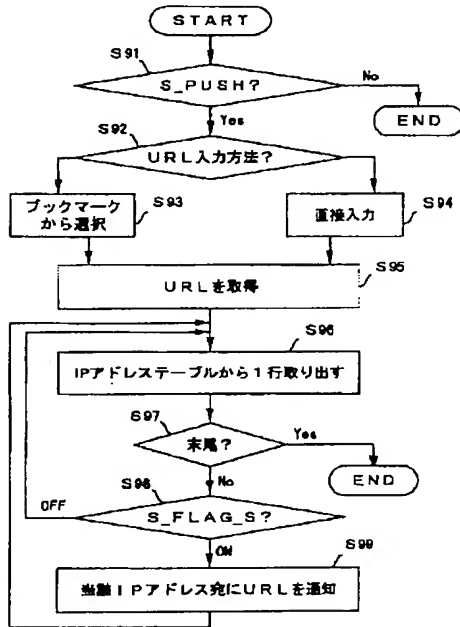 START
S91
S_PUSH?
No
END
Yes
S92
URL入力方法?
ブックマーク
から選択
S93
直接入力
S94
URLを取得
S95
S96
IPアドレステーブルから1行取り出す
S97
末尾?
Yes
END
No
S98
OFF
S_FLAG_S?
ON
S99
当該IPアドレス宛にURLを通知